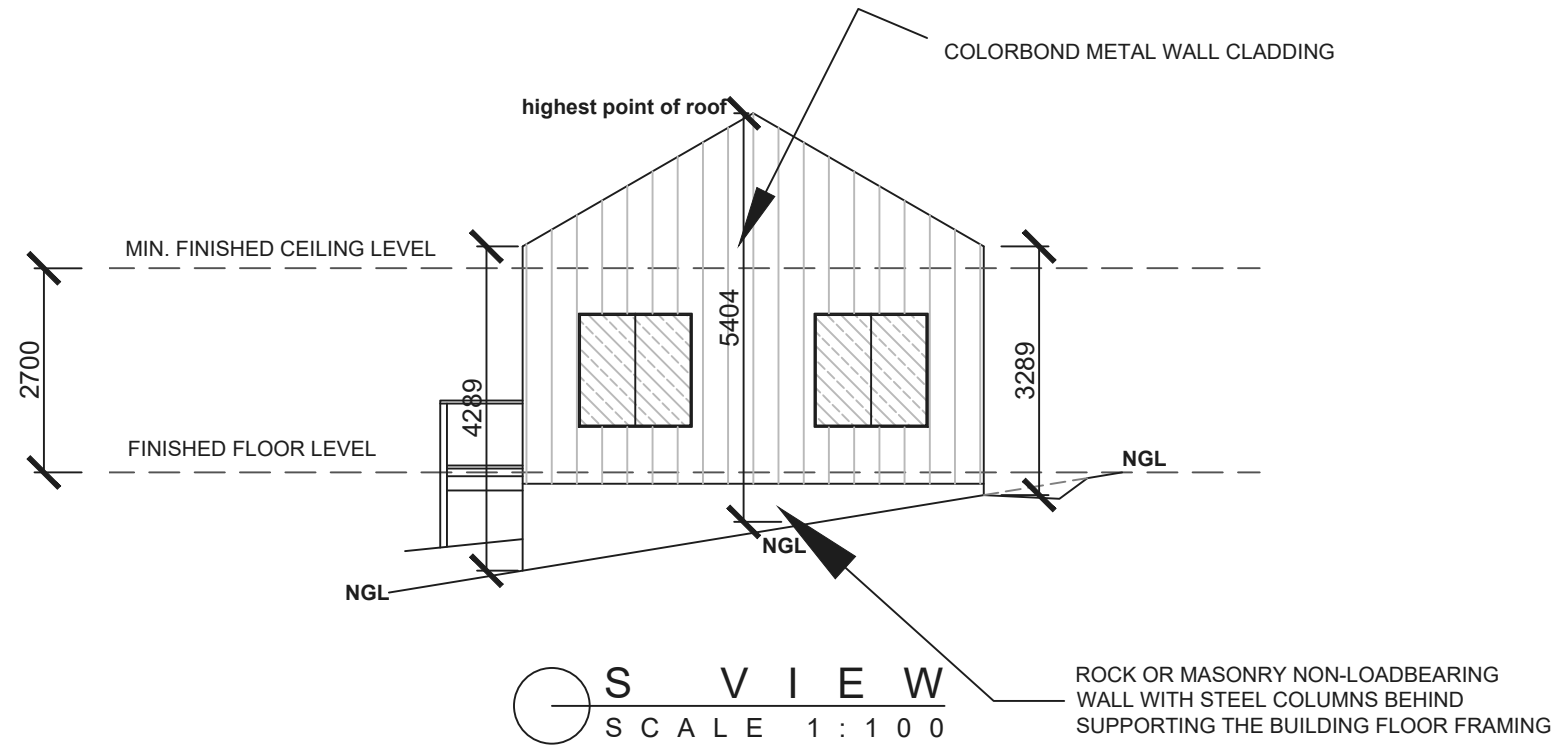 COLORBOND METAL WALL CLADDING
highest point of roof
MIN. FINISHED CEILING LEVEL
5404
2700
4289
3289
FINISHED FLOOR LEVEL
NGL
NGL
NGL
S VIEW
SCALE 1:100
ROCK OR MASONRY NON-LOADBEARING
WALL WITH STEEL COLUMNS BEHIND
SUPPORTING THE BUILDING FLOOR FRAMING